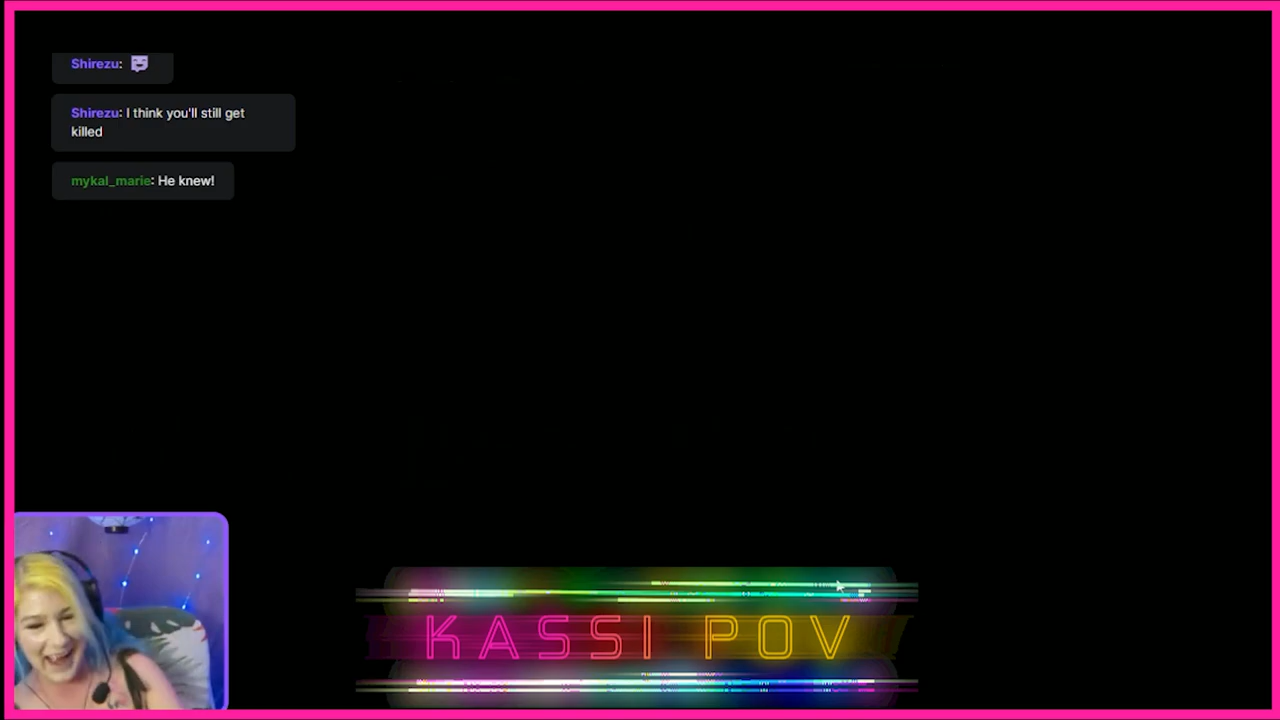 Shirezu:
Shirezu: I think you'll still get
killed
mykal_marie: He knew!
KASSI POV